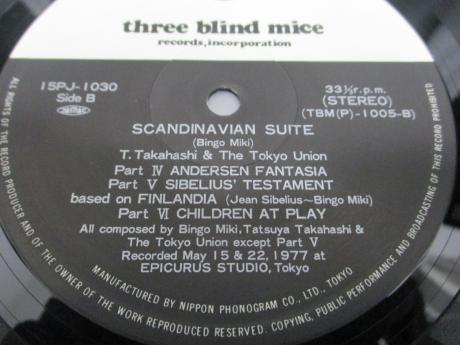 three blind mice
records, incorporation
15PJ-1030
Side B
33⅓r.p.m.
(STEREO)
(TBM(P)-1005-B)
SCANDINAVIAN SUITE
(Bingo Miki)
T. Takahashi & The Tokyo Union
Part IV ANDERSEN FANTASIA
Part V SIBELIUS' TESTAMENT
based on FINLANDIA (Jean Sibelius~Bingo Miki)
Part VI CHILDREN AT PLAY
All composed by Bingo Miki, Tatsuya Takahashi &
The Tokyo Union except Part V
Recorded May 15 & 22, 1977 at
EPICURUS STUDIO, Tokyo
MANUFACTURED BY NIPPON PHONOGRAM CO., LTD., TOKYO
ALL RIGHTS OF THE RECORD PRODUCER AND OF THE OWNER OF THE WORK REPRODUCED RESERVED. COPYING, PUBLIC PERFORMANCE AND BROADCASTING OF THIS RECORD PROHIBITED